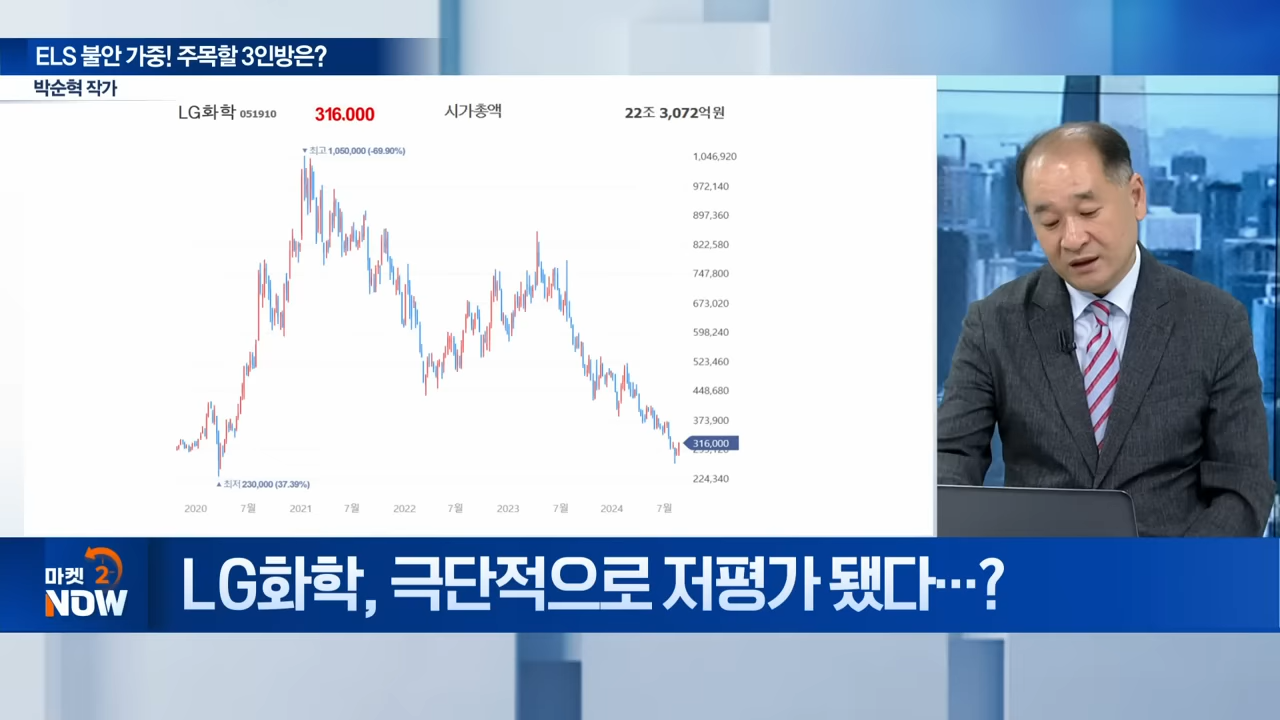 ELS 불안 가중! 주목할 3인방은?
박순혁 작가
LG화학 051910 316.000 시가총액 22조 3,072억원
최고 1,050,000 (-69.90%)
1,046,920
972,140
897,360
822,580
747,800
673,020
598,240
523,460
448,680
373,900
316,000
224,340
최저 230,000 (37.39%)
2020 7월 2021 7월 2022 7월 2023 7월 2024 7월
마켓 2
NOW
LG화학, 극단적으로 저평가 됐다…?